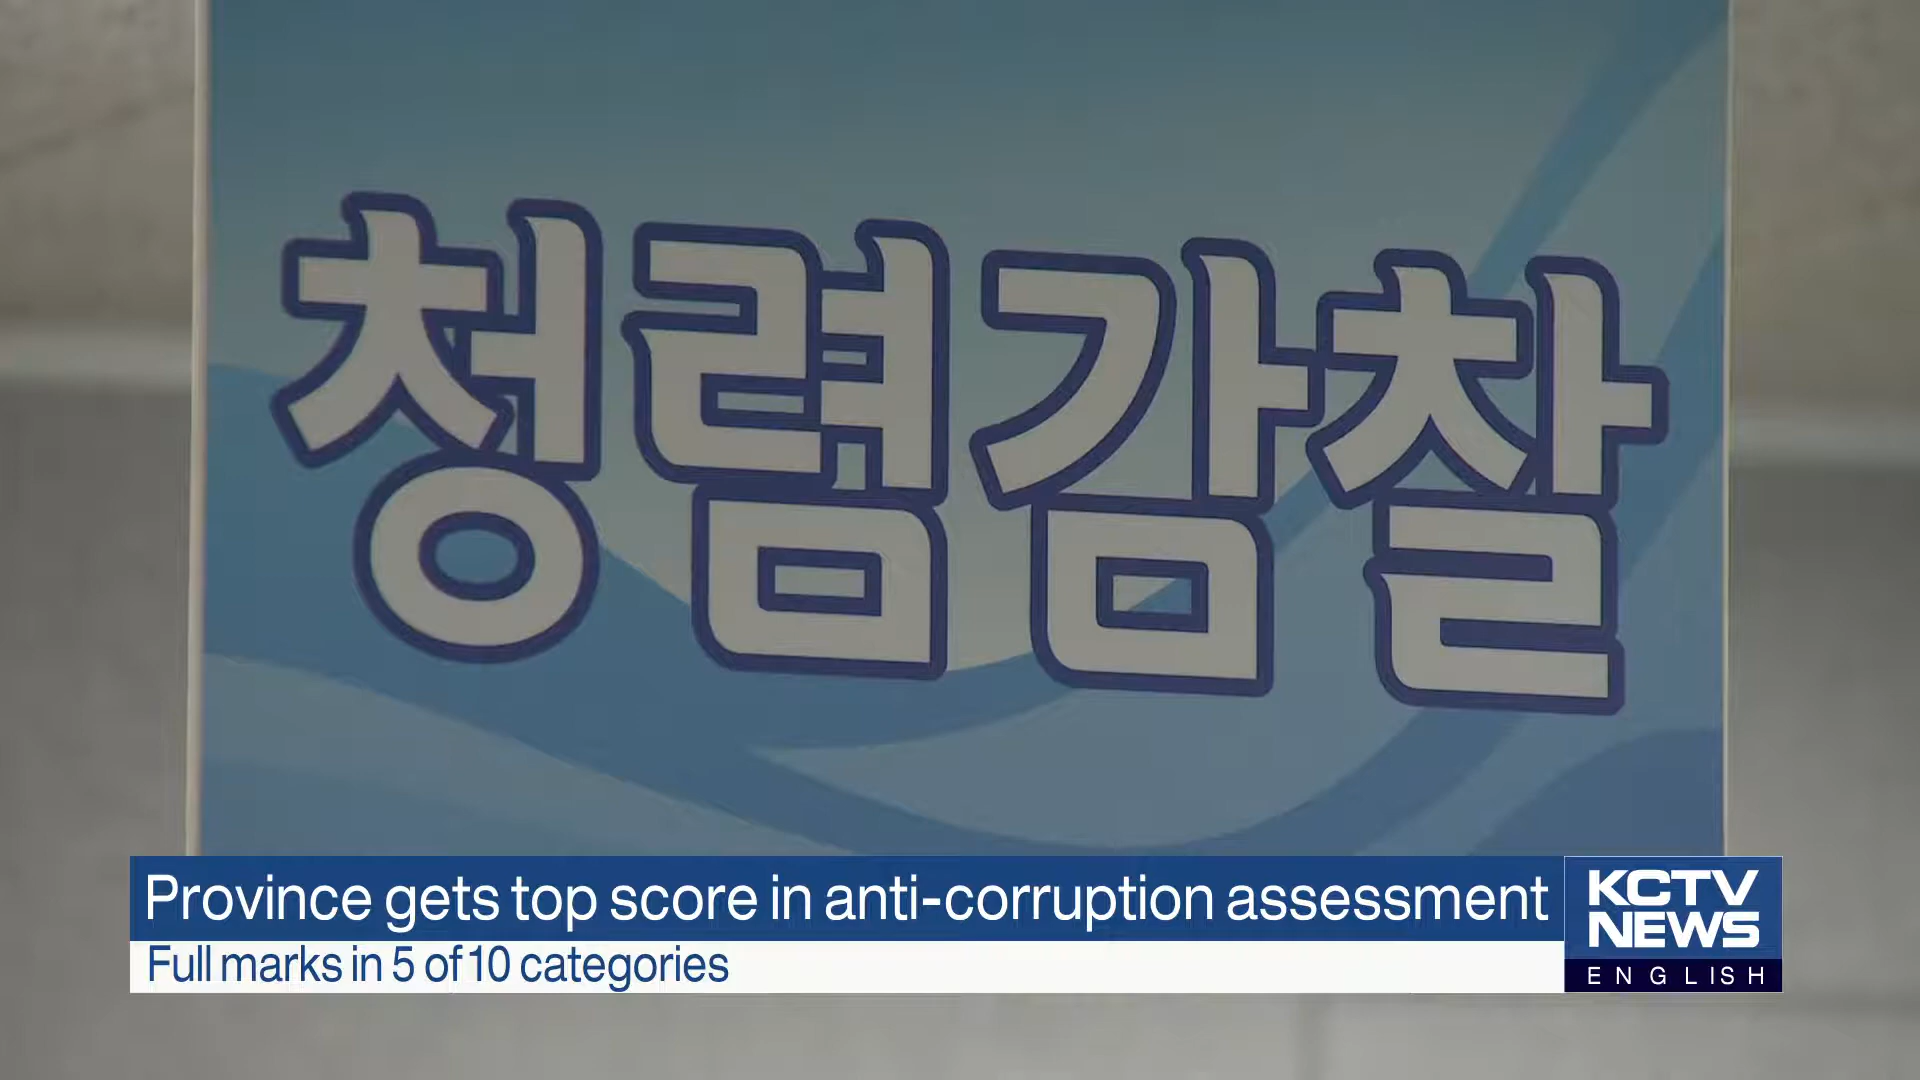 청렴감찰
Province gets top score in anti-corruption assessment
Full marks in 5 of 10 categories
KCTV
NEWS
ENGLISH